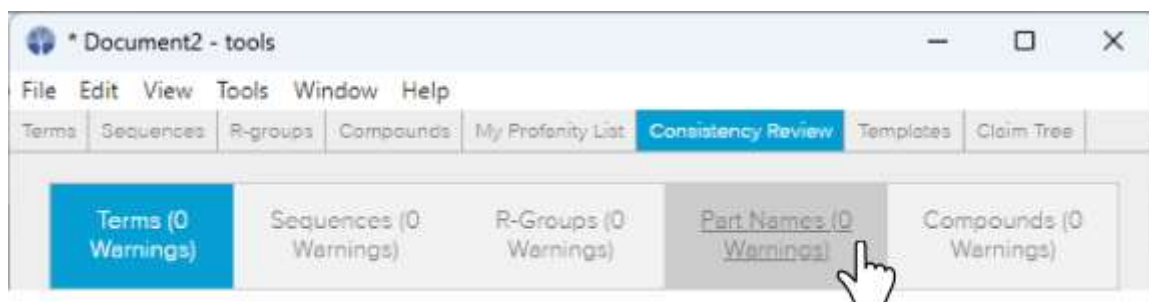 * Document2 - tools
File Edit View Tools Window Help
Terms Sequences R-groups Compounds My Profanity List Consistency Review Templates Claim Tree
Terms (0 Warnings)
Sequences (0 Warnings)
R-Groups (0 Warnings)
Part Names (0 Warnings)
Compounds (0 Warnings)